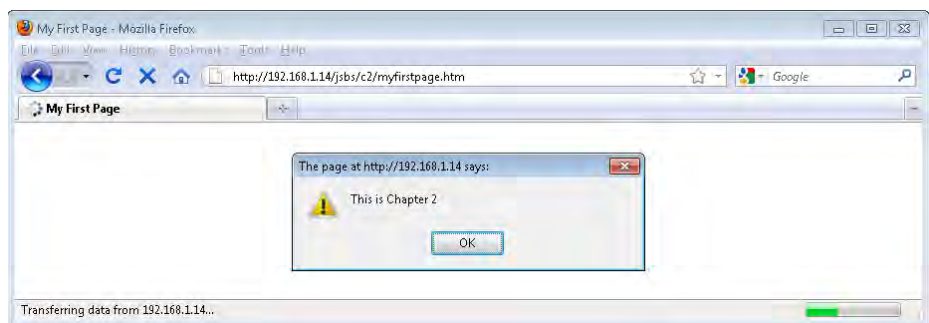 My First Page - Mozilla Firefox
File Edit View History Bookmarks Tools Help
http://192.168.1.14/jsbs/c2/myfirstpage.htm
Google
My First Page
The page at http://192.168.1.14 says:
This is Chapter 2
OK
Transferring data from 192.168.1.14...